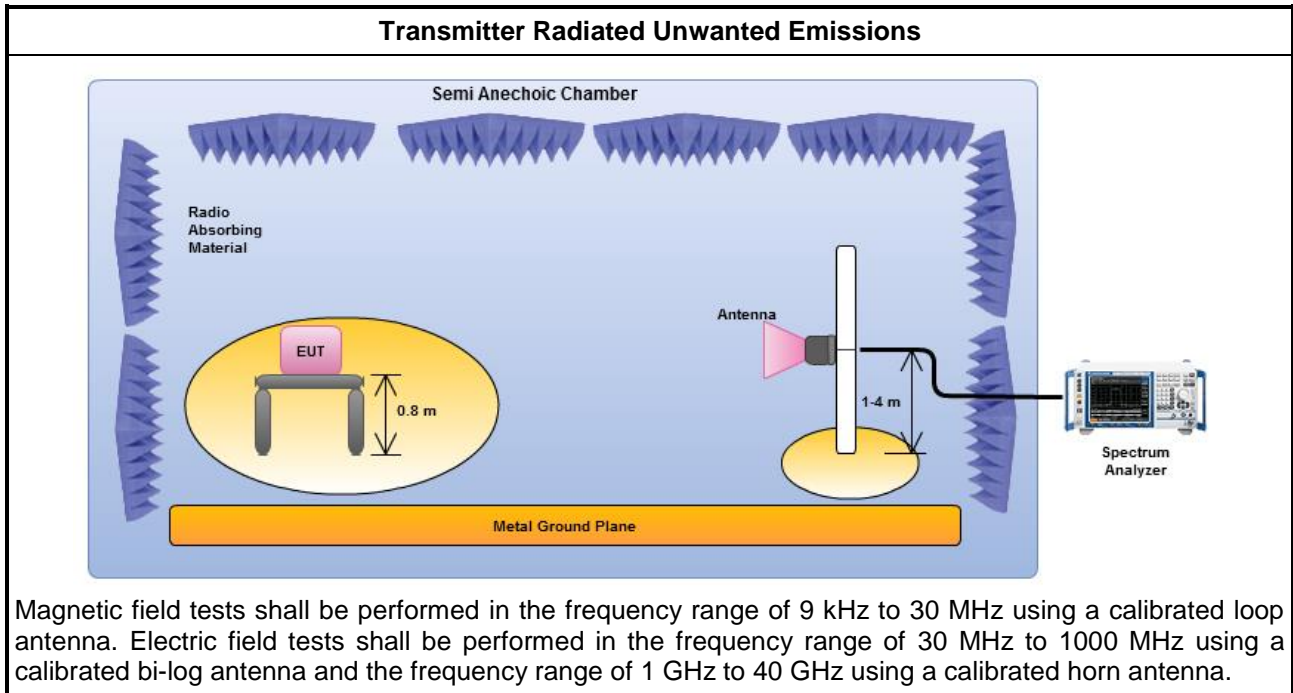 Transmitter Radiated Unwanted Emissions
Semi Anechoic Chamber
Radio
Absorbing
Material
Antenna
EUT
0.8 m
1-4 m
Spectrum
Analyzer
Metal Ground Plane
Magnetic field tests shall be performed in the frequency range of 9 kHz to 30 MHz using a calibrated loop
antenna. Electric field tests shall be performed in the frequency range of 30 MHz to 1000 MHz using a
calibrated bi-log antenna and the frequency range of 1 GHz to 40 GHz using a calibrated horn antenna.